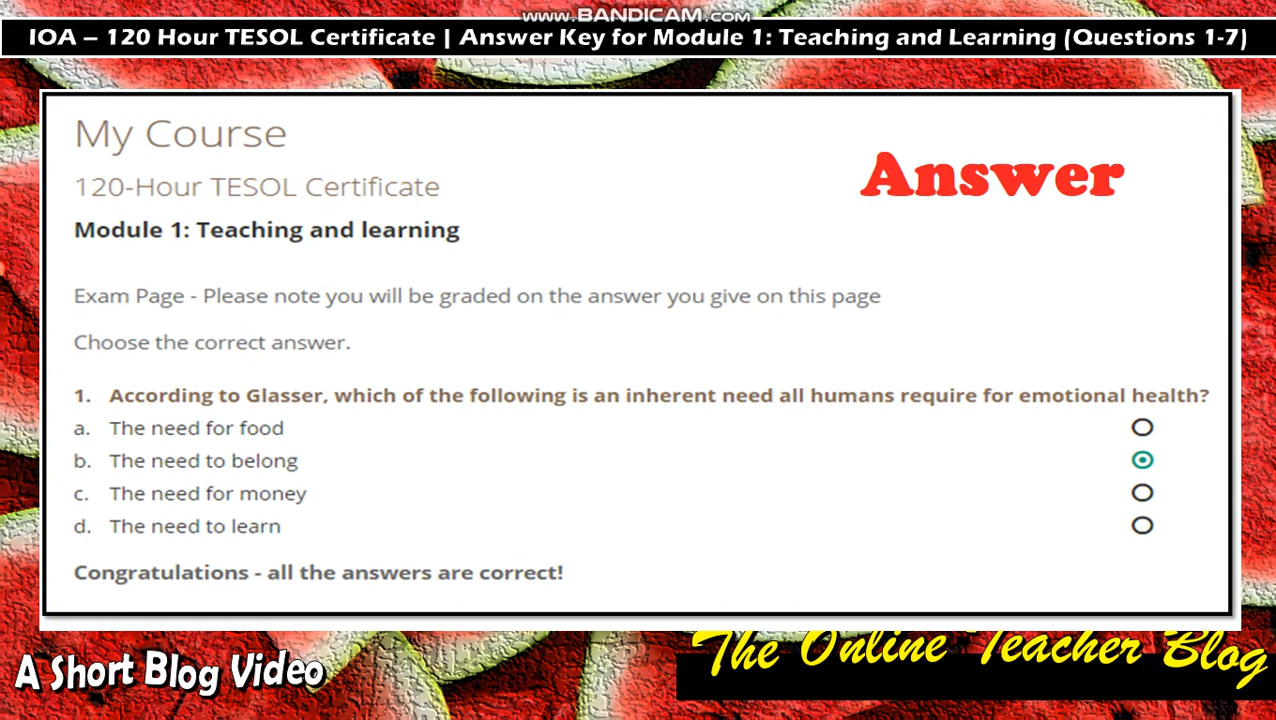 WWW.BANDICAM.COM
IOA – 120 Hour TESOL Certificate | Answer Key for Module 1: Teaching and Learning (Questions 1-7)
My Course
Answer
120-Hour TESOL Certificate
Module 1: Teaching and learning
Exam Page - Please note you will be graded on the answer you give on this page
Choose the correct answer.
1. According to Glasser, which of the following is an inherent need all humans require for emotional health?
a. The need for food
b. The need to belong
c. The need for money
d. The need to learn
Congratulations - all the answers are correct!
The Online Teacher Blog
A Short Blog Video